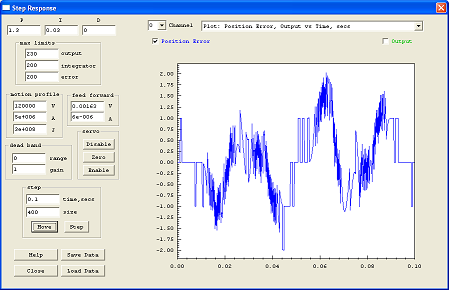 Step Response
P I D
1.3 0.03 0
max limits
230 output
200 integrator
200 error
motion profile
120000 V
5e+006 A
3e+008 J
feed forward
0.00163 V
6e-006 A
servo
Disable
Zero
Enable
dead band
0 range
1 gain
step
0.1 time,secs
400 size
Move Step
Help Save Data
Close Load Data
0 Channel Plot: Position Error, Output vs Time, secs
Position Error Output
2.00
1.75
1.50
1.25
1.00
0.75
0.50
0.25
0.00
-0.25
-0.50
-0.75
-1.00
-1.25
-1.50
-1.75
-2.00
0.00 0.02 0.04 0.06 0.08 0.10